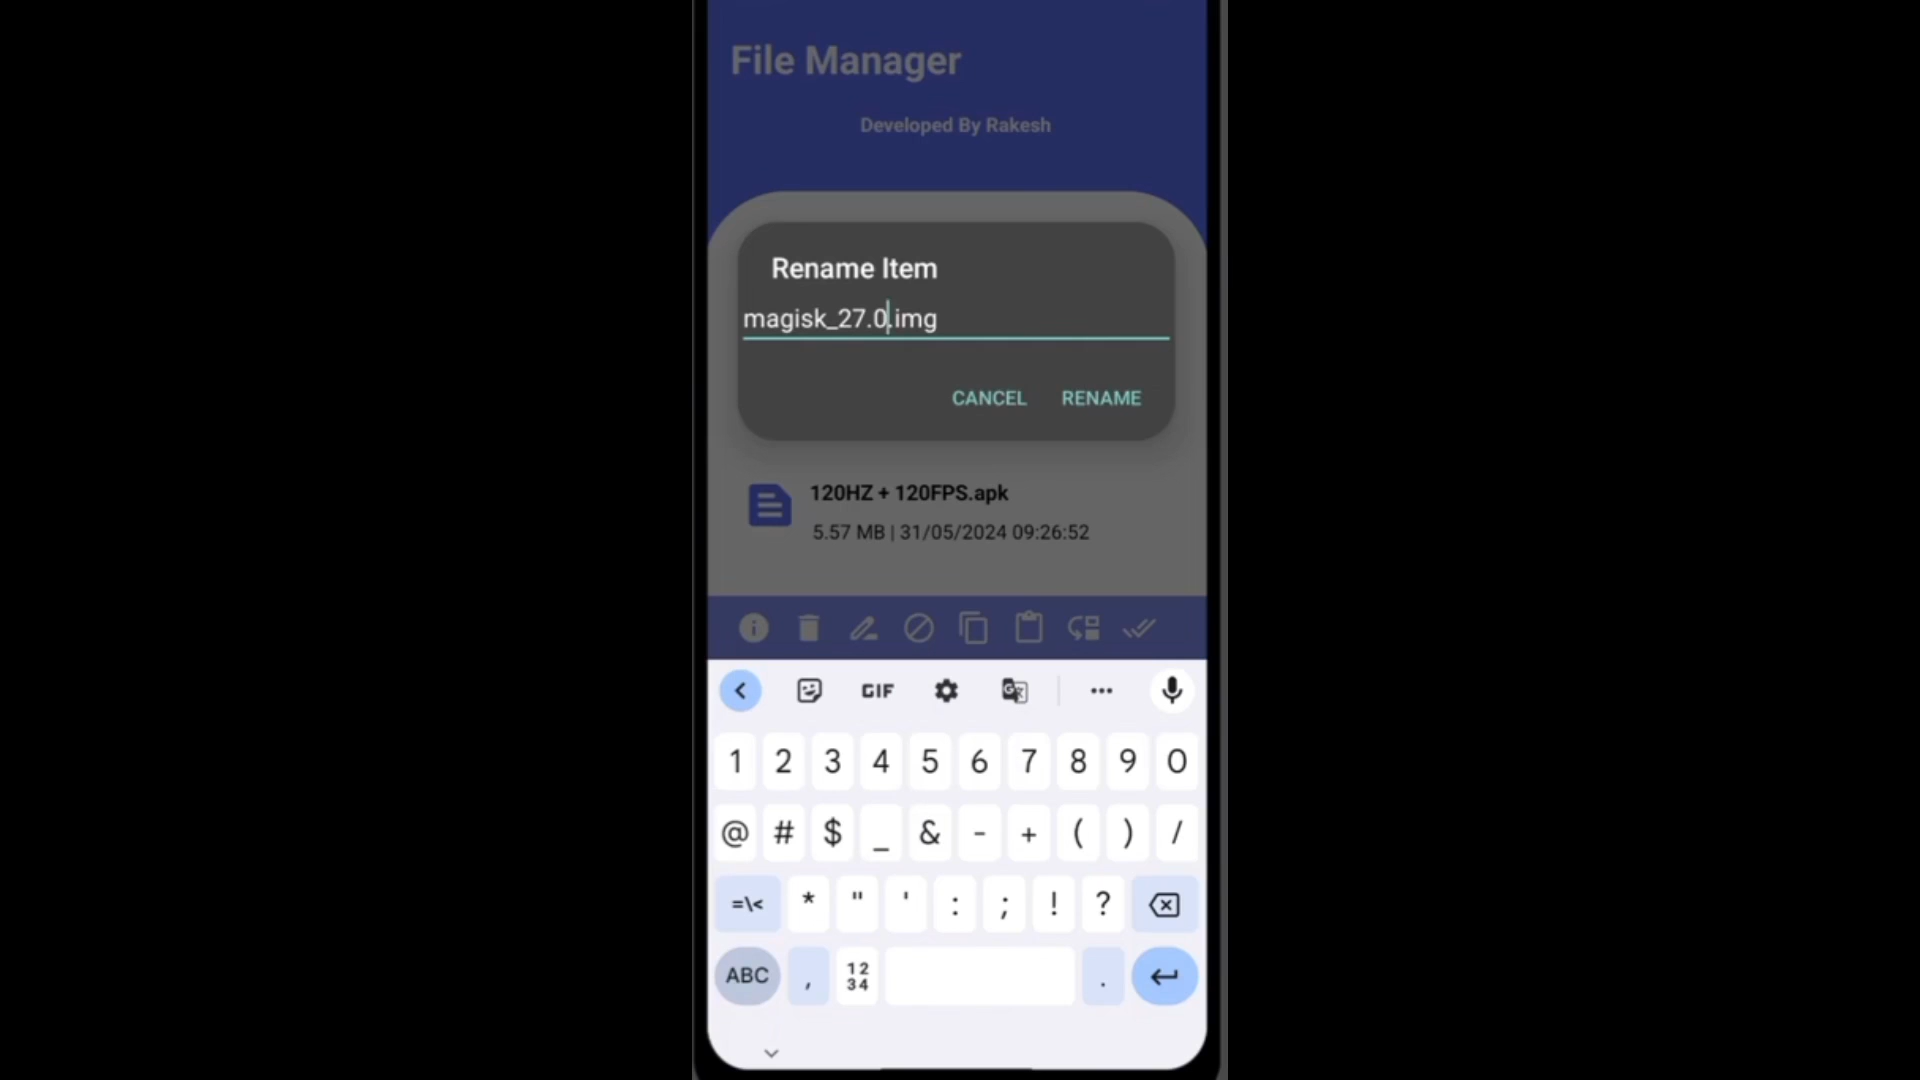 File Manager
Developed By Rakesh
Rename Item
magisk_27.0.img
CANCEL RENAME
120HZ + 120FPS.apk
5.57 MB | 31/05/2024 09:26:52
GIF
1 2 3 4 5 6 7 8 9 0
@ # $ _ & - + ( ) /
=\< * " ' : ; ! ?
ABC , 12 34 .